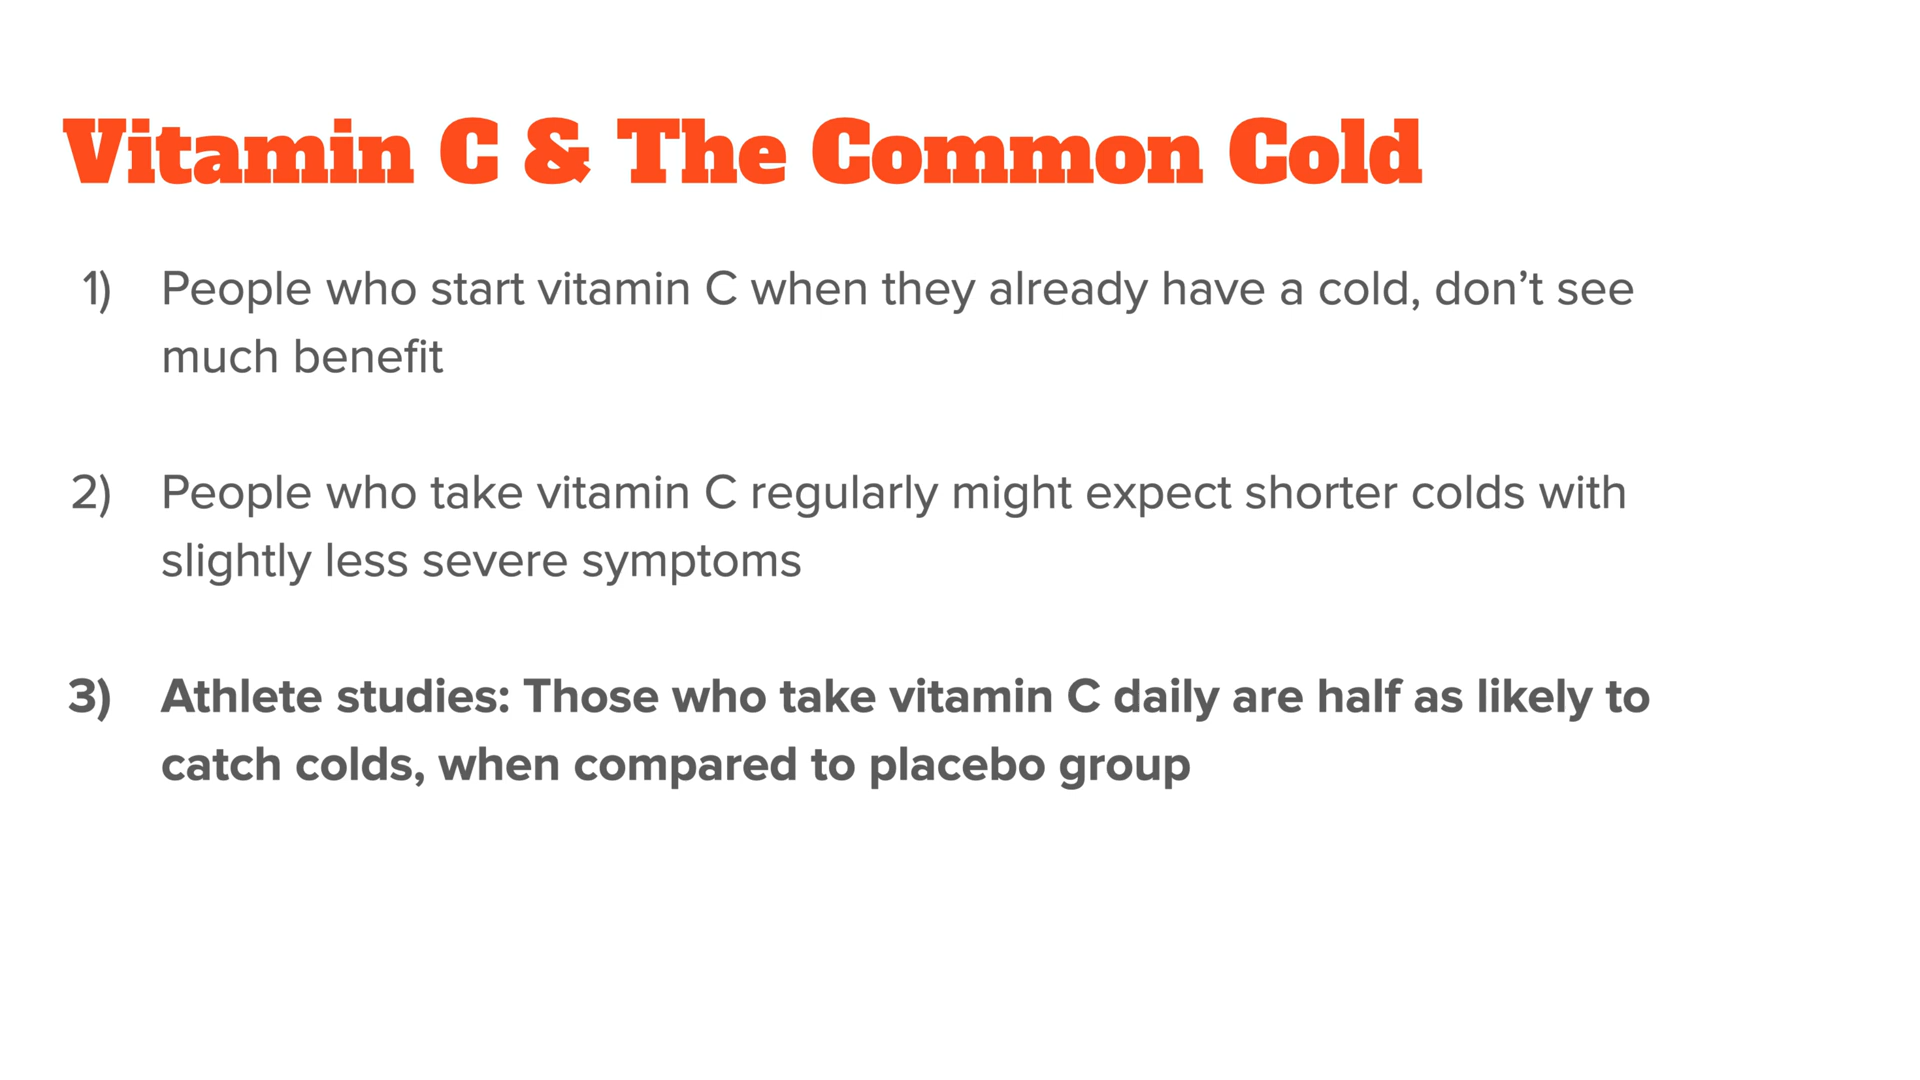 Vitamin C & The Common Cold
1) People who start vitamin C when they already have a cold, don’t see
much benefit
2) People who take vitamin C regularly might expect shorter colds with
slightly less severe symptoms
3) Athlete studies: Those who take vitamin C daily are half as likely to
catch colds, when compared to placebo group